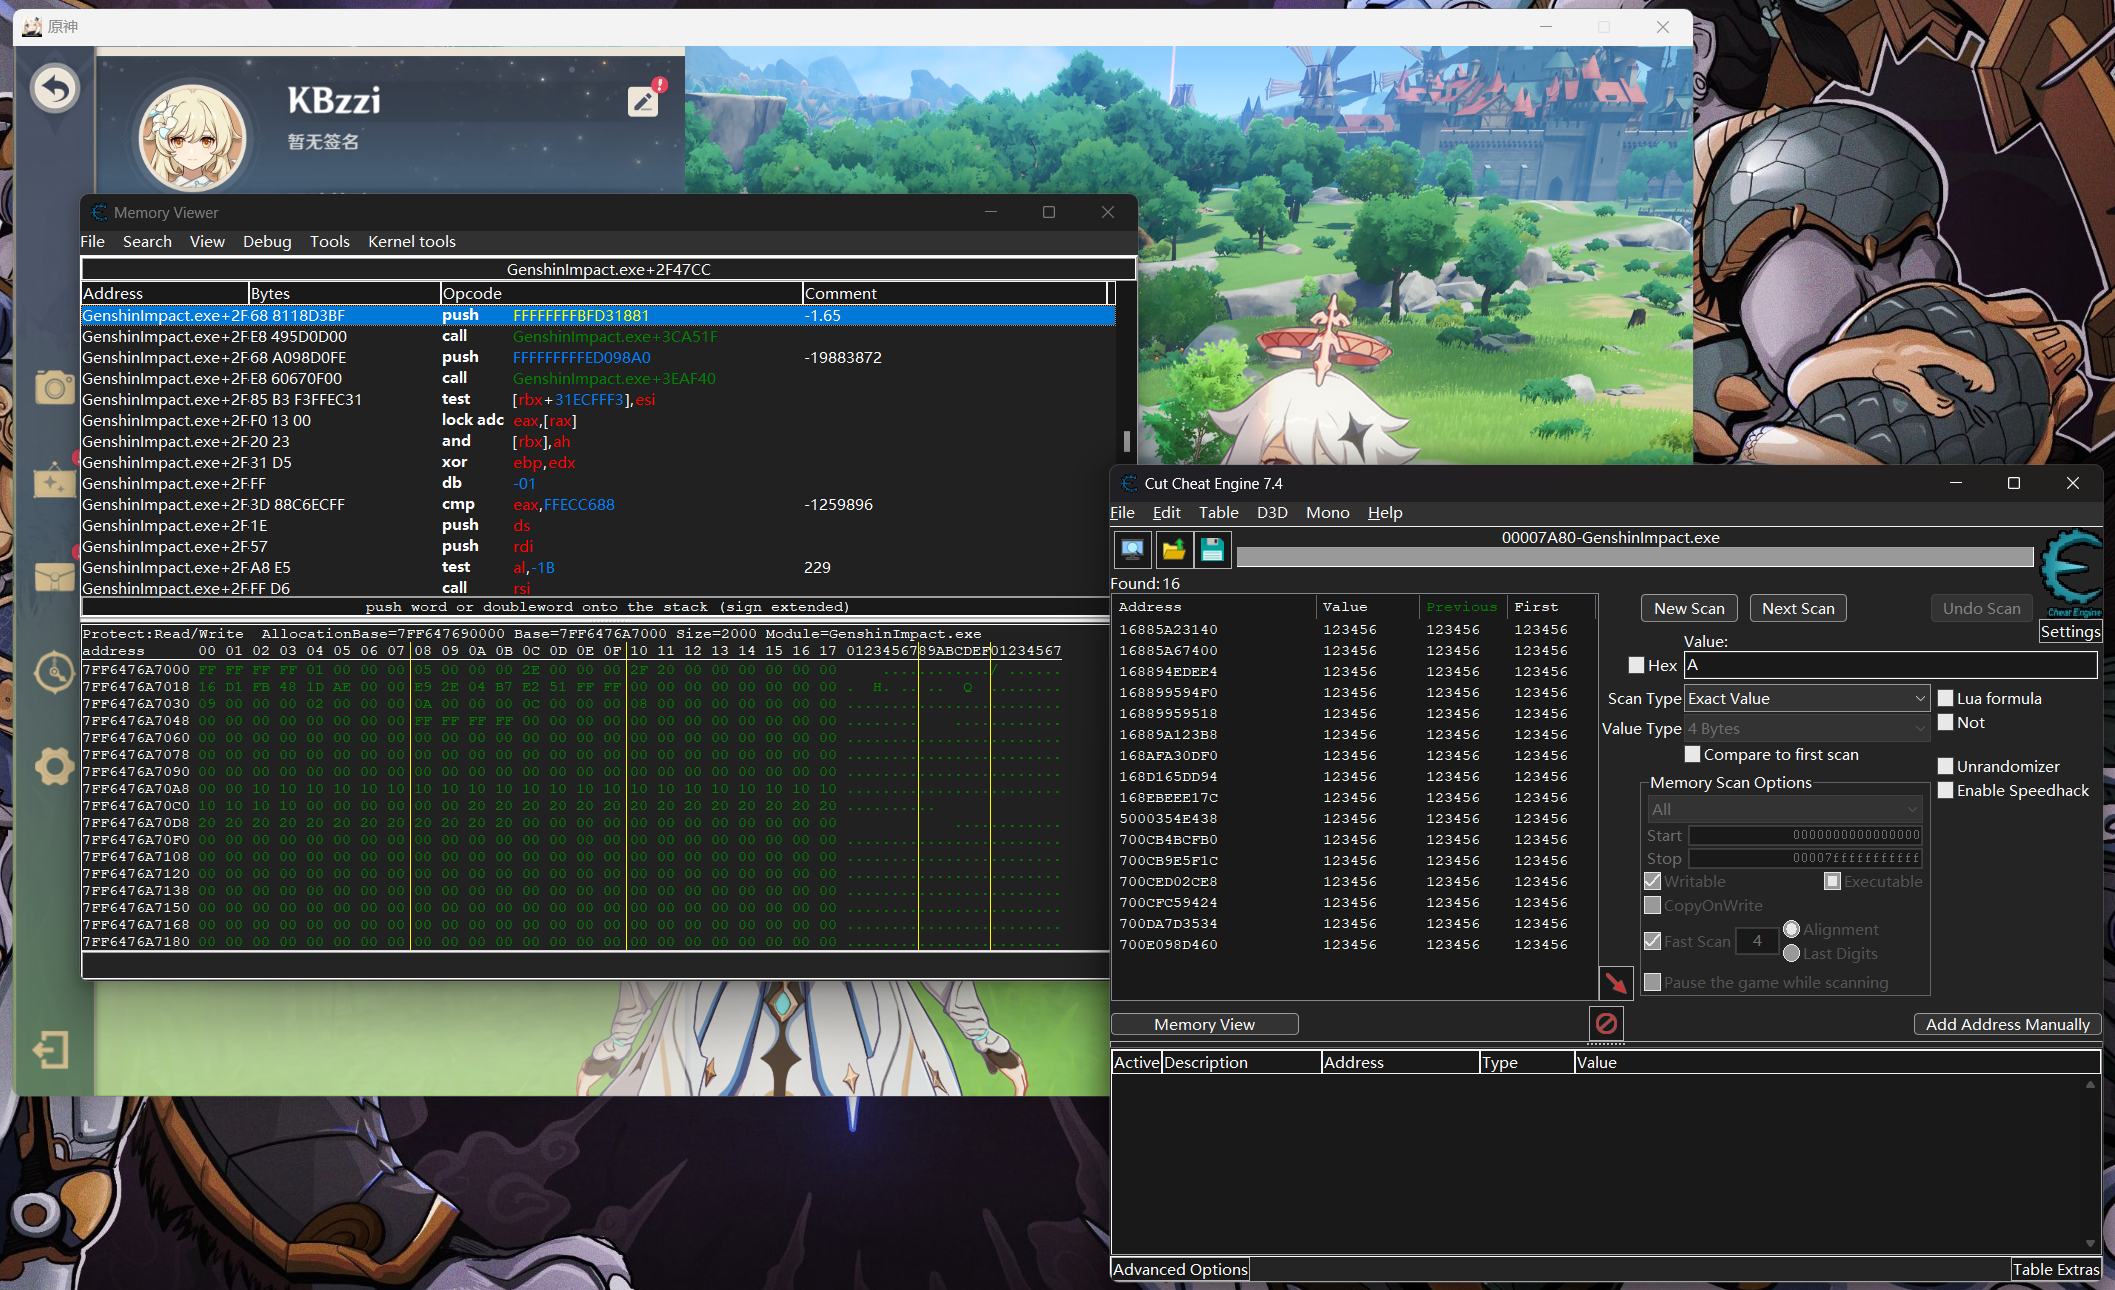 原神
KBzzi
暂无签名
Memory Viewer
File Search View Debug Tools Kernel tools
GenshinImpact.exe+2F47CC
Address Bytes Opcode Comment
GenshinImpact.exe+2F 68 8118D3BF push FFFFFFFFBFD31881 -1.65
GenshinImpact.exe+2F E8 495D0D00 call GenshinImpact.exe+3CA51F
GenshinImpact.exe+2F 68 A098D0FE push FFFFFFFFFED098A0 -19883872
GenshinImpact.exe+2F E8 60670F00 call GenshinImpact.exe+3EAF40
GenshinImpact.exe+2F 85 B3 F3FFEC31 test [rbx+31ECFFF3],esi
GenshinImpact.exe+2F F0 13 00 lock adc eax,[rax]
GenshinImpact.exe+2F 20 23 and [rbx],ah
GenshinImpact.exe+2F 31 D5 xor ebp,edx
GenshinImpact.exe+2F FF db -01
GenshinImpact.exe+2F 3D 88C6ECFF cmp eax,FFECC688 -1259896
GenshinImpact.exe+2F 1E push ds
GenshinImpact.exe+2F 57 push rdi
GenshinImpact.exe+2F A8 E5 test al,-1B 229
GenshinImpact.exe+2F FF D6 call rsi
push word or doubleword onto the stack (sign extended)
Protect:Read/Write AllocationBase=7FF647690000 Base=7FF6476A7000 Size=2000 Module=GenshinImpact.exe
address 00 01 02 03 04 05 06 07 08 09 0A 0B 0C 0D 0E 0F 10 11 12 13 14 15 16 17 0123456789ABCDEF01234567
7FF6476A7000 FF FF FF FF 01 00 00 00 05 00 00 00 2E 00 00 00 2F 20 00 00 00 00 00 00
7FF6476A7018 16 D1 FB 48 1D AE 00 00 E9 2E 04 B7 E2 51 FF FF 00 00 00 00 00 00 00 00
7FF6476A7030 09 00 00 00 02 00 00 00 0A 00 00 00 0C 00 00 00 08 00 00 00 00 00 00 00
7FF6476A7048 00 00 00 00 00 00 00 00 FF FF FF FF 00 00 00 00 00 00 00 00 00 00 00 00
7FF6476A7060 00 00 00 00 00 00 00 00 00 00 00 00 00 00 00 00 00 00 00 00 00 00 00 00
7FF6476A7078 00 00 00 00 00 00 00 00 00 00 00 00 00 00 00 00 00 00 00 00 00 00 00 00
7FF6476A7090 00 00 00 00 00 00 00 00 00 00 00 00 00 00 00 00 00 00 00 00 00 00 00 00
7FF6476A70A8 00 00 10 10 10 10 10 10 10 10 10 10 10 10 10 10 10 10 10 10 10 10 10 10
7FF6476A70C0 10 10 10 10 00 00 00 00 00 00 20 20 20 20 20 20 20 20 20 20 20 20 20 20
7FF6476A70D8 20 20 20 20 20 20 20 20 20 20 20 20 00 00 00 00 00 00 00 00 00 00 00 00
7FF6476A70F0 00 00 00 00 00 00 00 00 00 00 00 00 00 00 00 00 00 00 00 00 00 00 00 00
7FF6476A7108 00 00 00 00 00 00 00 00 00 00 00 00 00 00 00 00 00 00 00 00 00 00 00 00
7FF6476A7120 00 00 00 00 00 00 00 00 00 00 00 00 00 00 00 00 00 00 00 00 00 00 00 00
7FF6476A7138 00 00 00 00 00 00 00 00 00 00 00 00 00 00 00 00 00 00 00 00 00 00 00 00
7FF6476A7150 00 00 00 00 00 00 00 00 00 00 00 00 00 00 00 00 00 00 00 00 00 00 00 00
7FF6476A7168 00 00 00 00 00 00 00 00 00 00 00 00 00 00 00 00 00 00 00 00 00 00 00 00
7FF6476A7180 00 00 00 00 00 00 00 00 00 00 00 00 00 00 00 00 00 00 00 00 00 00 00 00
Cut Cheat Engine 7.4
File Edit Table D3D Mono Help
00007A80-GenshinImpact.exe
Cheat Engine
Settings
Found:16
Address Value Previous First
16885A23140 123456 123456 123456
16885A67400 123456 123456 123456
168894EDEE4 123456 123456 123456
168899594F0 123456 123456 123456
16889959518 123456 123456 123456
16889A123B8 123456 123456 123456
168AFA30DF0 123456 123456 123456
168D165DD94 123456 123456 123456
168EBEEE17C 123456 123456 123456
5000354E438 123456 123456 123456
700CB4BCFB0 123456 123456 123456
700CB9E5F1C 123456 123456 123456
700CED02CE8 123456 123456 123456
700CFC59424 123456 123456 123456
700DA7D3534 123456 123456 123456
700E098D460 123456 123456 123456
New Scan Next Scan Undo Scan
Value:
Hex A
Scan Type Exact Value Lua formula
Value Type 4 Bytes Not
Compare to first scan
Unrandomizer
Enable Speedhack
Memory Scan Options
All
Start 0000000000000000
Stop 00007fffffffffff
Writable Executable
CopyOnWrite
Fast Scan 4 Alignment
Last Digits
Pause the game while scanning
Memory View Add Address Manually
Active Description Address Type Value
Advanced Options Table Extras